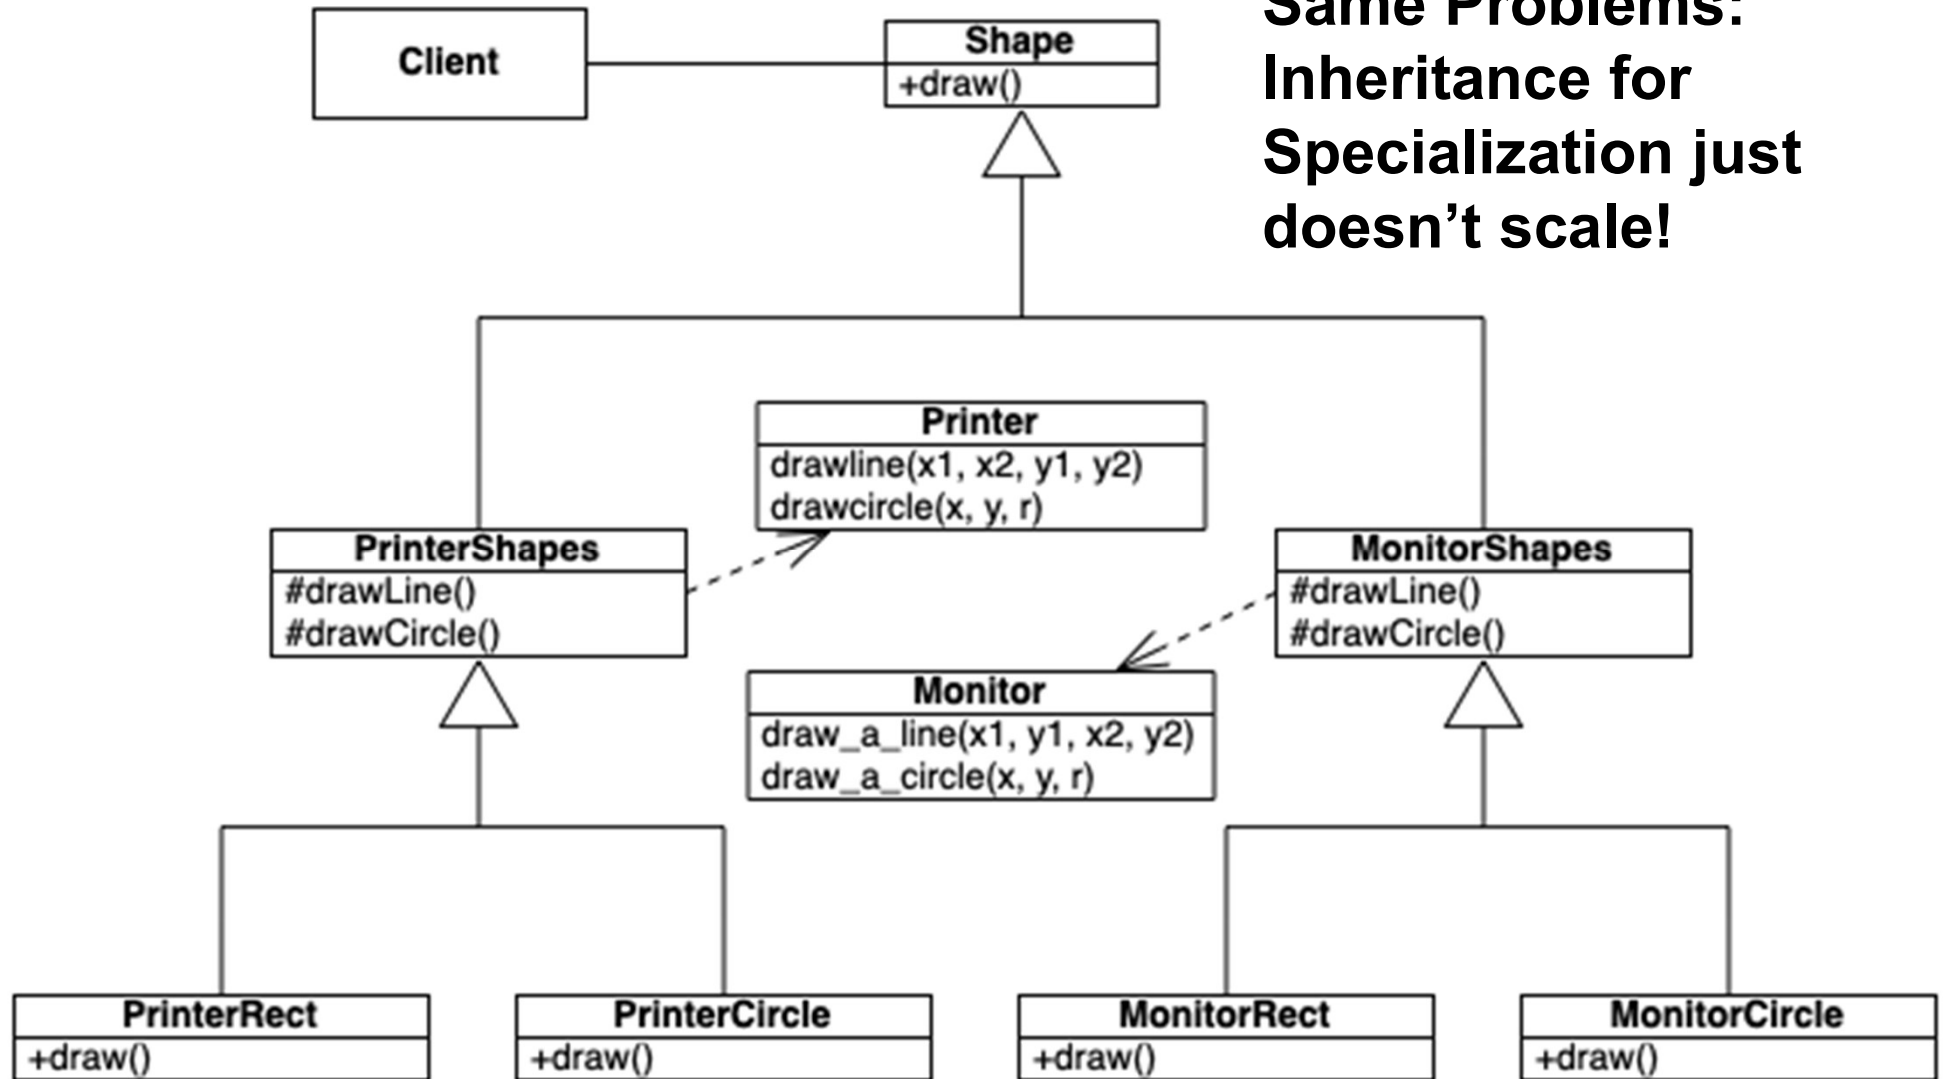 Same Problems:
Inheritance for
Specialization just
doesn’t scale!
Client
Shape
+draw()
Printer
drawline(x1, x2, y1, y2)
drawcircle(x, y, r)
PrinterShapes
#drawLine()
#drawCircle()
MonitorShapes
#drawLine()
#drawCircle()
Monitor
draw_a_line(x1, y1, x2, y2)
draw_a_circle(x, y, r)
PrinterRect
+draw()
PrinterCircle
+draw()
MonitorRect
+draw()
MonitorCircle
+draw()